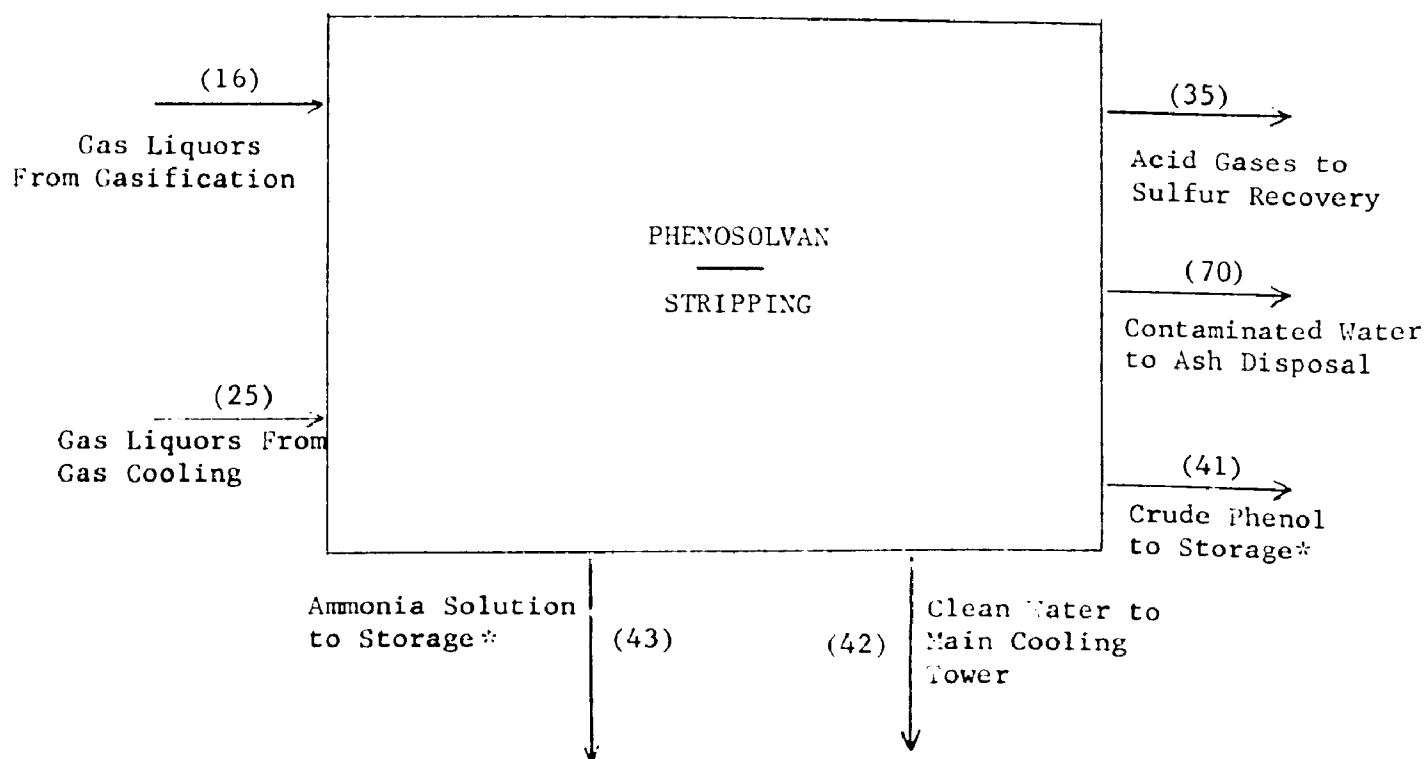 (16)
Gas Liquors
From Gasification
(25)
Gas Liquors From
Gas Cooling
PHENOSOLVAN
STRIPPING
(35)
Acid Gases to
Sulfur Recovery
(70)
Contaminated Water
to Ash Disposal
(41)
Crude Phenol
to Storage*
Ammonia Solution
to Storage*
(43)
(42)
Clean Water to
Main Cooling
Tower